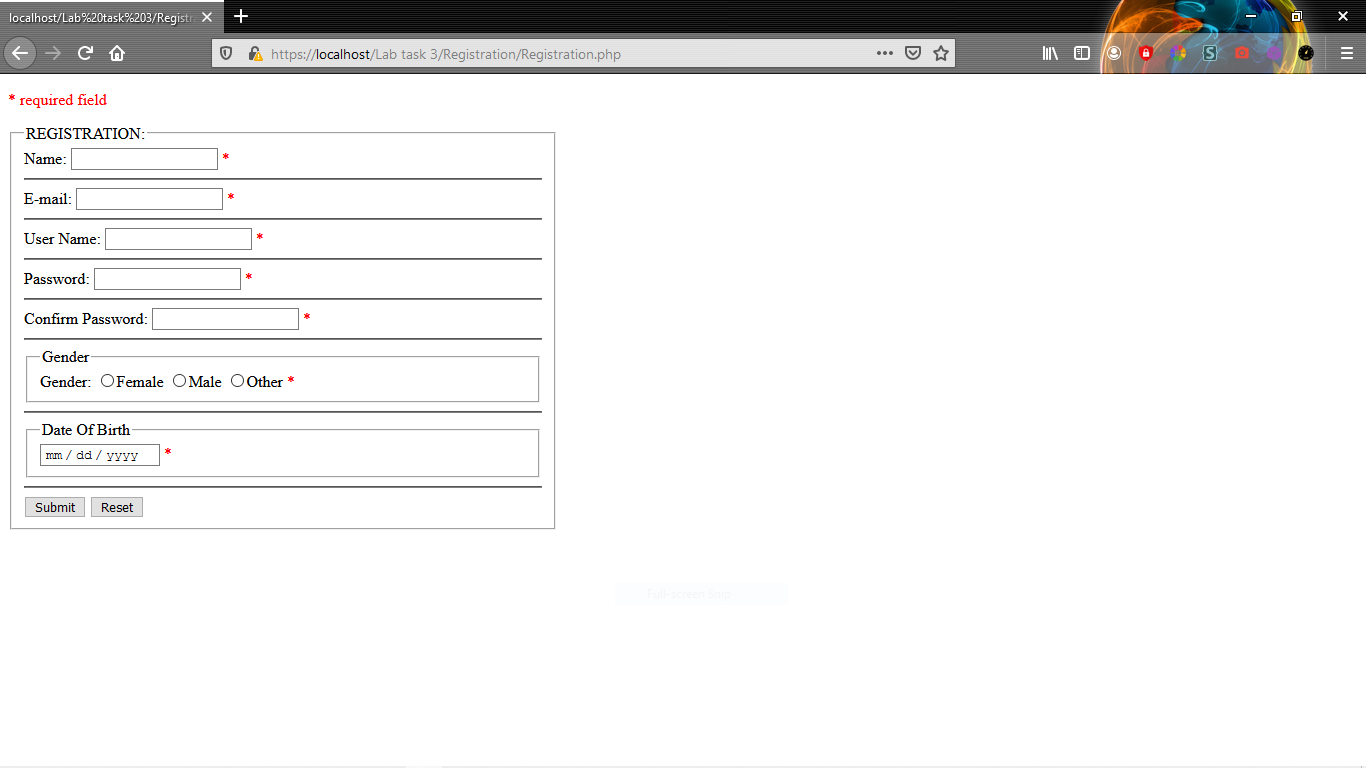 localhost/Lab%20task%203/Registr
https://localhost/Lab task 3/Registration/Registration.php
* required field
REGISTRATION:
Name: *
E-mail: *
User Name: *
Password: *
Confirm Password: *
Gender
Gender: Female Male Other *
Date Of Birth
mm / dd / yyyy *
Submit Reset
Full-screen Snip